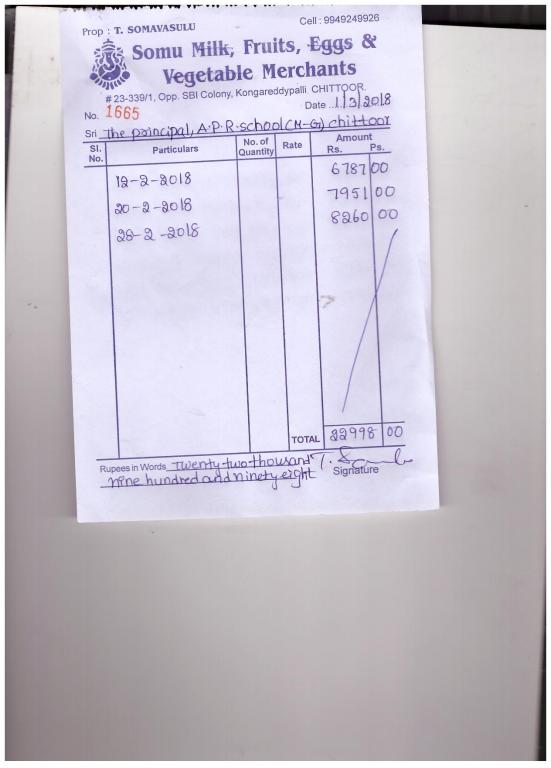 Prop : T. SOMAVASULU Cell : 9949249926
Somu Milk, Fruits, Eggs &
Vegetable Merchants
# 23-339/1, Opp. SBI Colony, Kongareddypalli CHITTOOR.
No. 1665 Date 1/3/2018
Sri The principal, A.P.R-school(M-G) chittoor
Sl. No. Particulars No. of Quantity Rate Amount Rs. Ps.
12-2-2018 6787 00
20-2-2018 7951 00
28-2-2018 8260 00
TOTAL 22998 00
Rupees in Words Twenty two thousand
nine hundred and ninety eight Signature